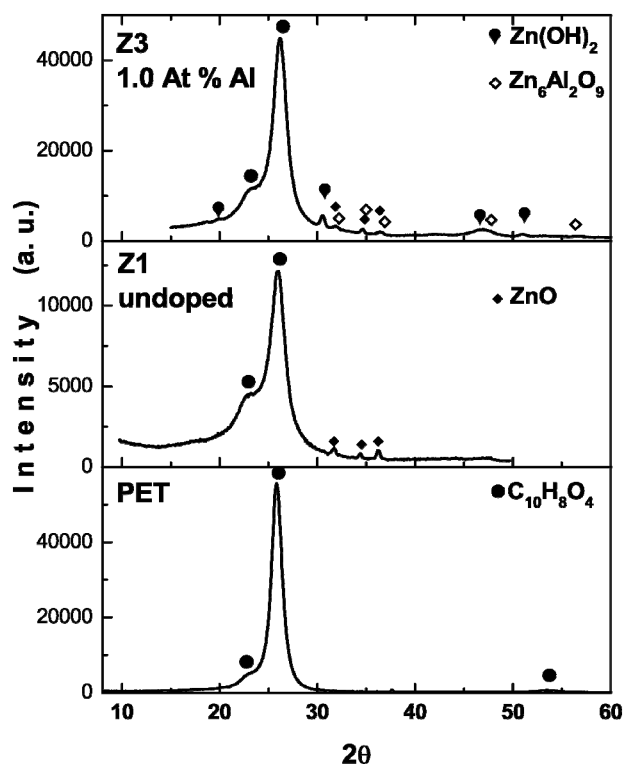 Z3
1.0 At % Al
Zn(OH)₂
Zn₆Al₂O₉
40000
20000
0
Z1
undoped
ZnO
10000
5000
0
PET
C₁₀H₈O₄
40000
20000
0
10 20 30 40 50 60
2θ
Intensity (a. u.)